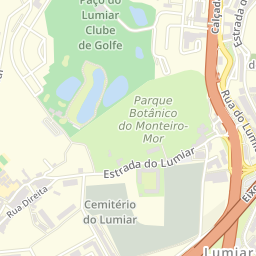 Paço do
Lumiar
Clube
de Golfe
Calçada
Estrada d
Parque
Botânico
do Monteiro-
Mor
Rua do Lumiar
Estrada do Lumiar
Rua Direita
Cemitério
do Lumiar
Eixo
Lumiar